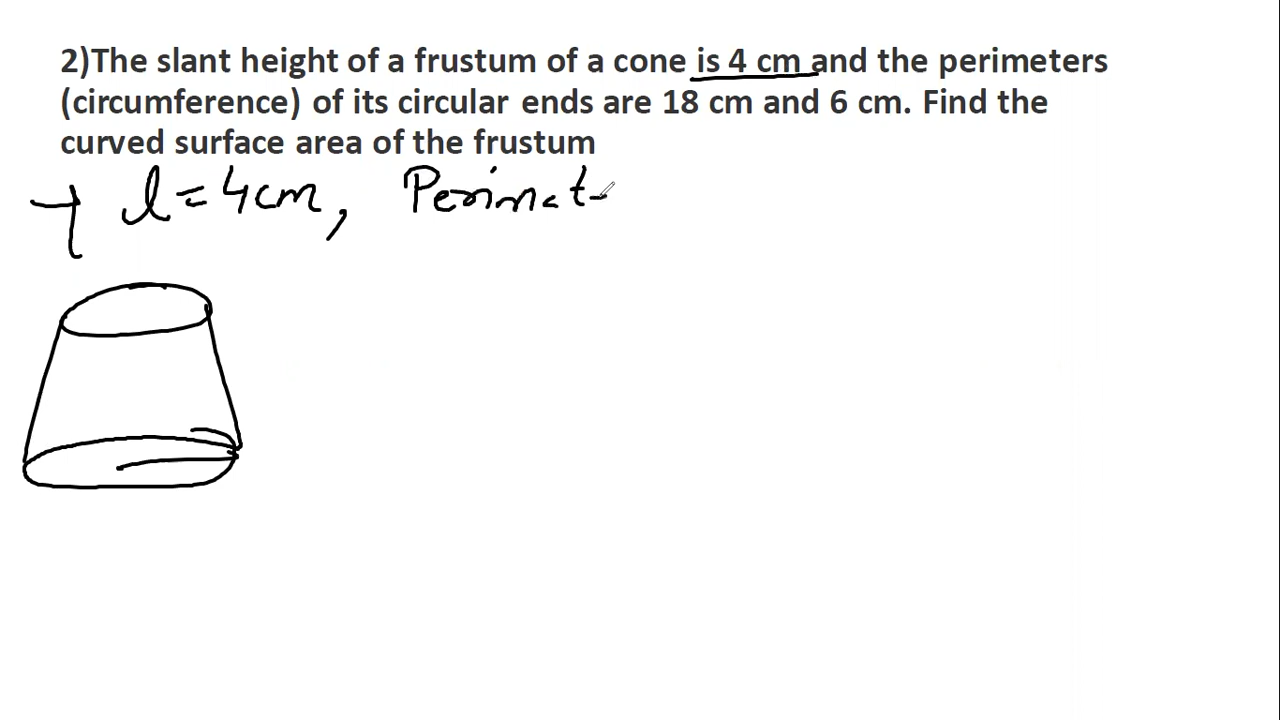 2)The slant height of a frustum of a cone is 4 cm and the perimeters
(circumference) of its circular ends are 18 cm and 6 cm. Find the
curved surface area of the frustum
→ l = 4cm, Perimet